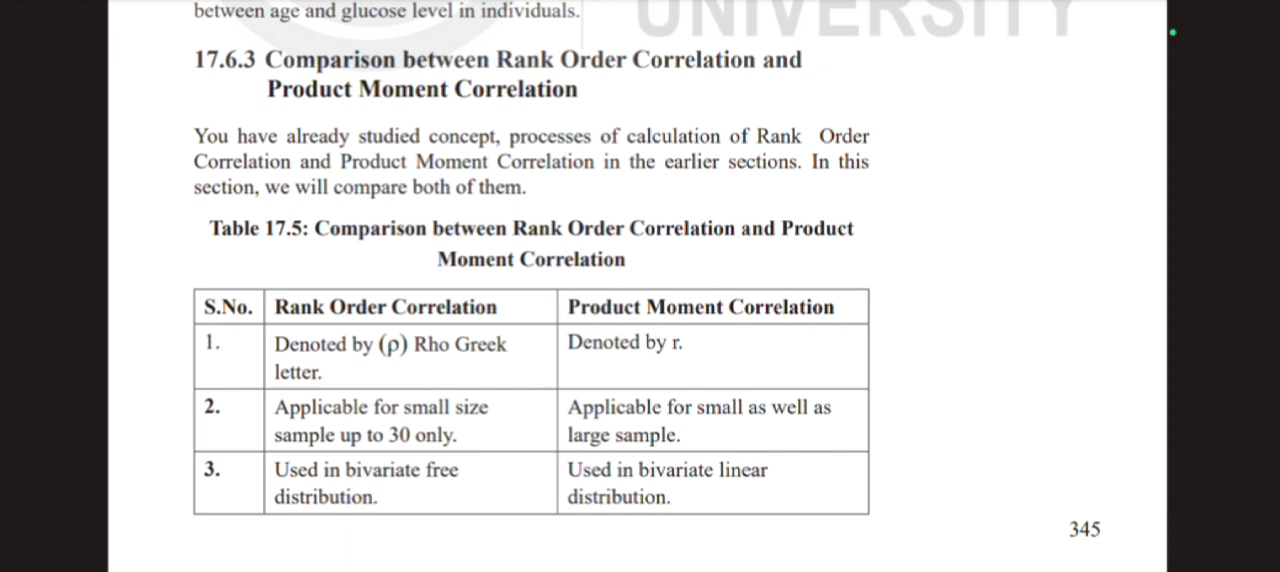 between age and glucose level in individuals.
UNIVERSITY
17.6.3 Comparison between Rank Order Correlation and
Product Moment Correlation
You have already studied concept, processes of calculation of Rank Order
Correlation and Product Moment Correlation in the earlier sections. In this
section, we will compare both of them.
Table 17.5: Comparison between Rank Order Correlation and Product
Moment Correlation
S.No. Rank Order Correlation Product Moment Correlation
1. Denoted by (ρ) Rho Greek Denoted by r.
letter.
2. Applicable for small size Applicable for small as well as
sample up to 30 only. large sample.
3. Used in bivariate free Used in bivariate linear
distribution. distribution.
345